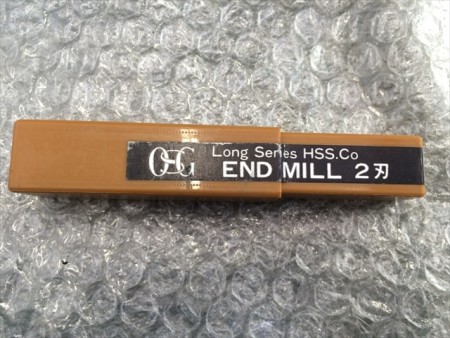 OSG
Long Series HSS.Co
END MILL 2刃